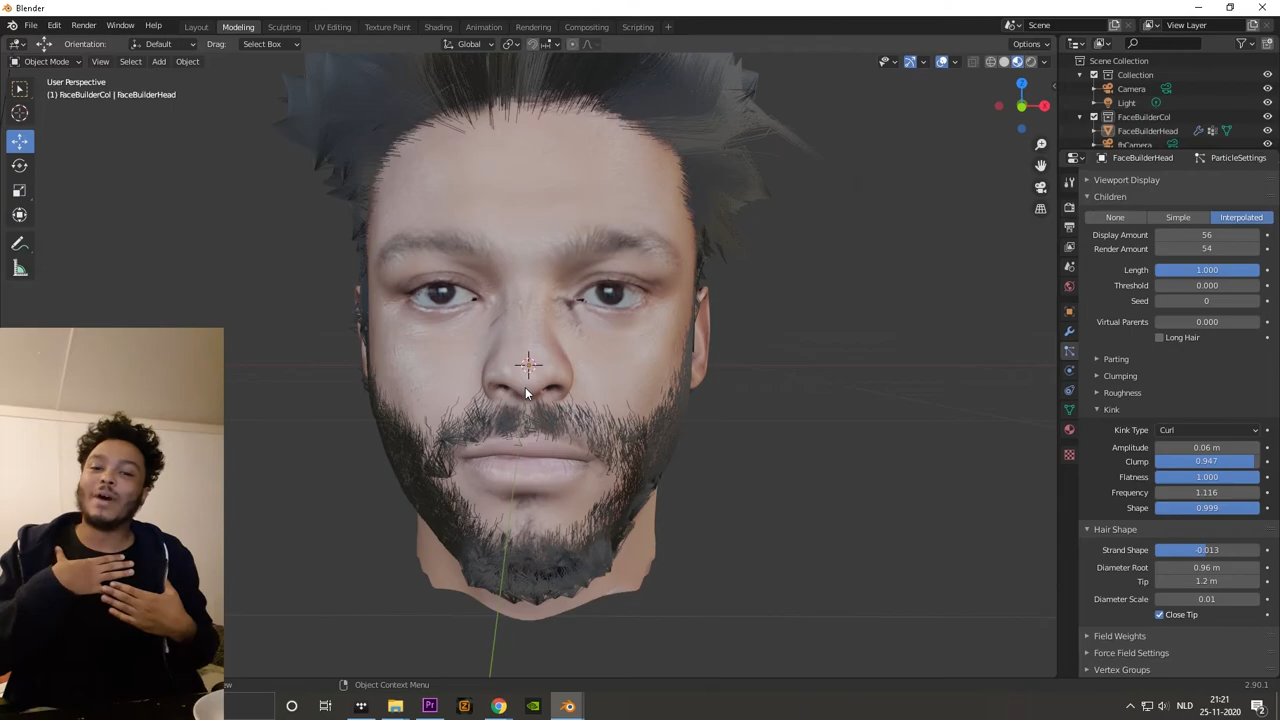 Blender
File Edit Render Window Help
Layout Modeling Sculpting UV Editing Texture Paint Shading Animation Rendering Compositing Scripting
Scene
View Layer
Orientation: Default Drag: Select Box
Global
Options
Object Mode View Select Add Object
User Perspective
(1) FaceBuilderCol | FaceBuilderHead
Z
X
Scene Collection
Collection
Camera
Light
FaceBuilderCol
FaceBuilderHead
fbCamera
FaceBuilderHead ParticleSettings
Viewport Display
Children
None Simple Interpolated
Display Amount 56
Render Amount 54
Length 1.000
Threshold 0.000
Seed 0
Virtual Parents 0.000
Long Hair
Parting
Clumping
Roughness
Kink
Kink Type Curl
Amplitude 0.06 m
Clump 0.947
Flatness 1.000
Frequency 1.116
Shape 0.999
Hair Shape
Strand Shape -0.013
Diameter Root 0.96 m
Tip 1.2 m
Diameter Scale 0.01
Close Tip
Field Weights
Force Field Settings
Vertex Groups
Object Context Menu
2.90.1
Pr
NLD
21:21
25-11-2020
2